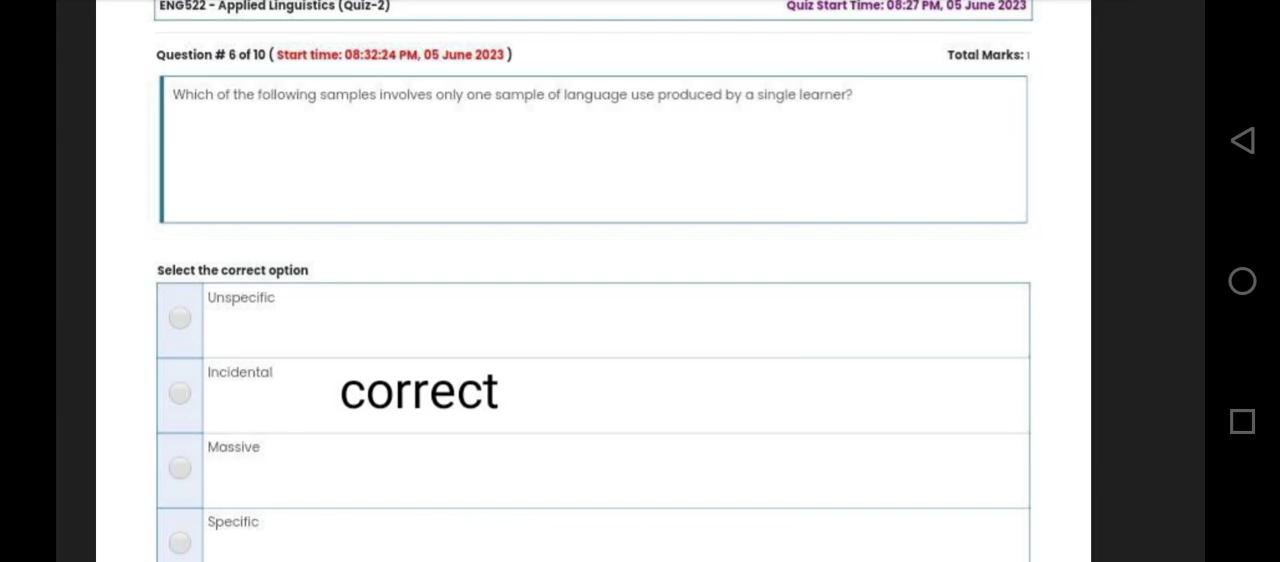 ENG522 - Applied Linguistics (Quiz-2) Quiz Start Time: 08:27 PM, 05 June 2023
Question # 6 of 10 ( Start time: 08:32:24 PM, 05 June 2023 ) Total Marks: 1
Which of the following samples involves only one sample of language use produced by a single learner?
Select the correct option
Unspecific
Incidental
correct
Massive
Specific